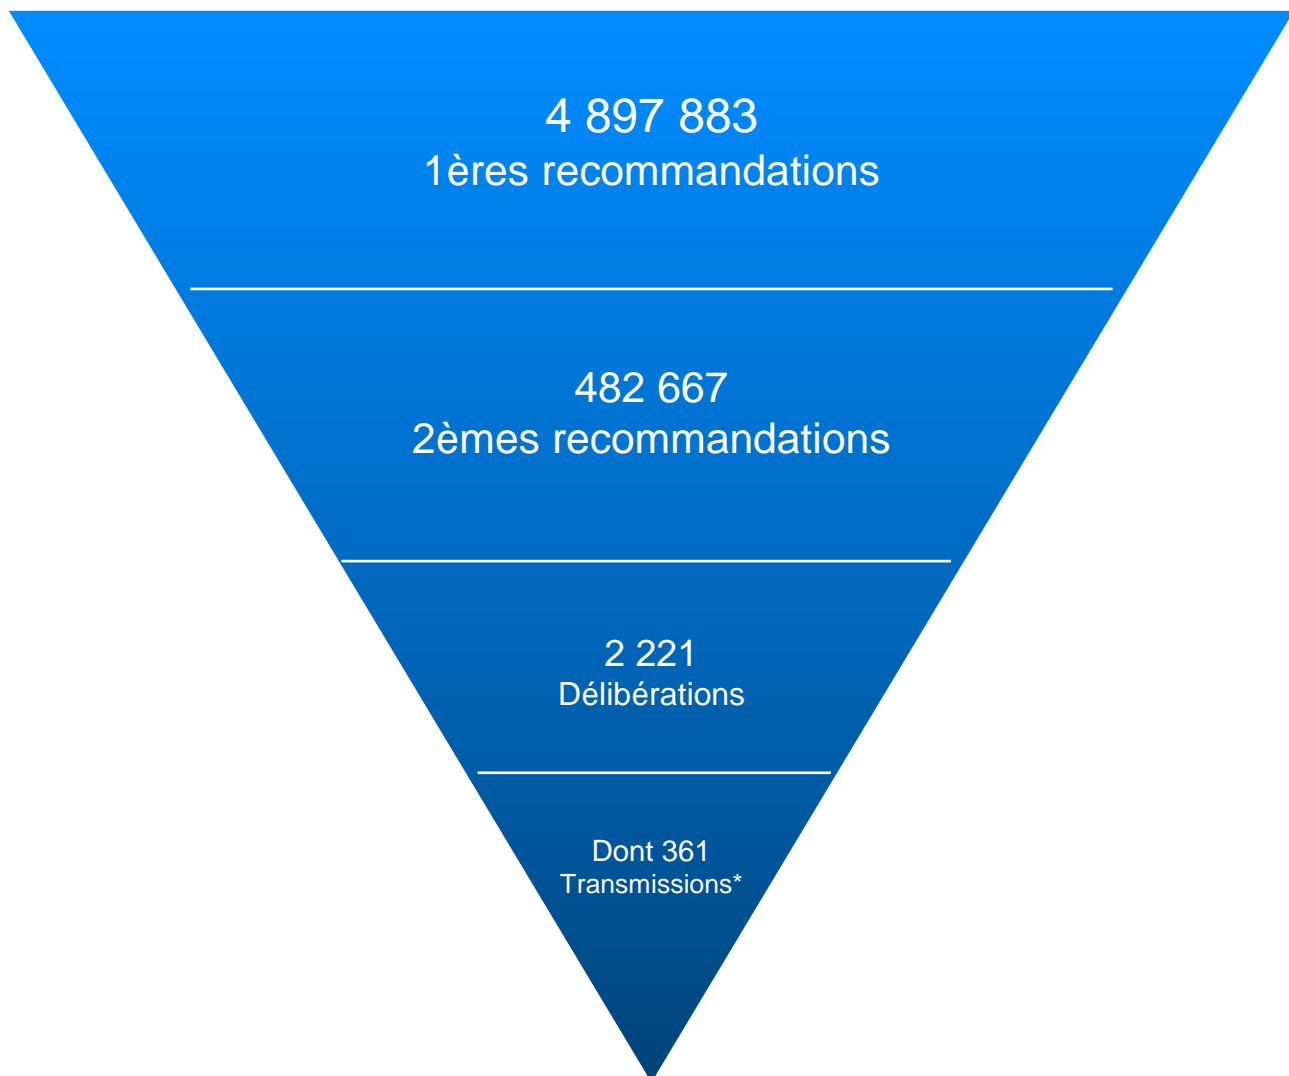 4 897 883
1ères recommandations
482 667
2èmes recommandations
2 221
Délibérations
Dont 361
Transmissions*